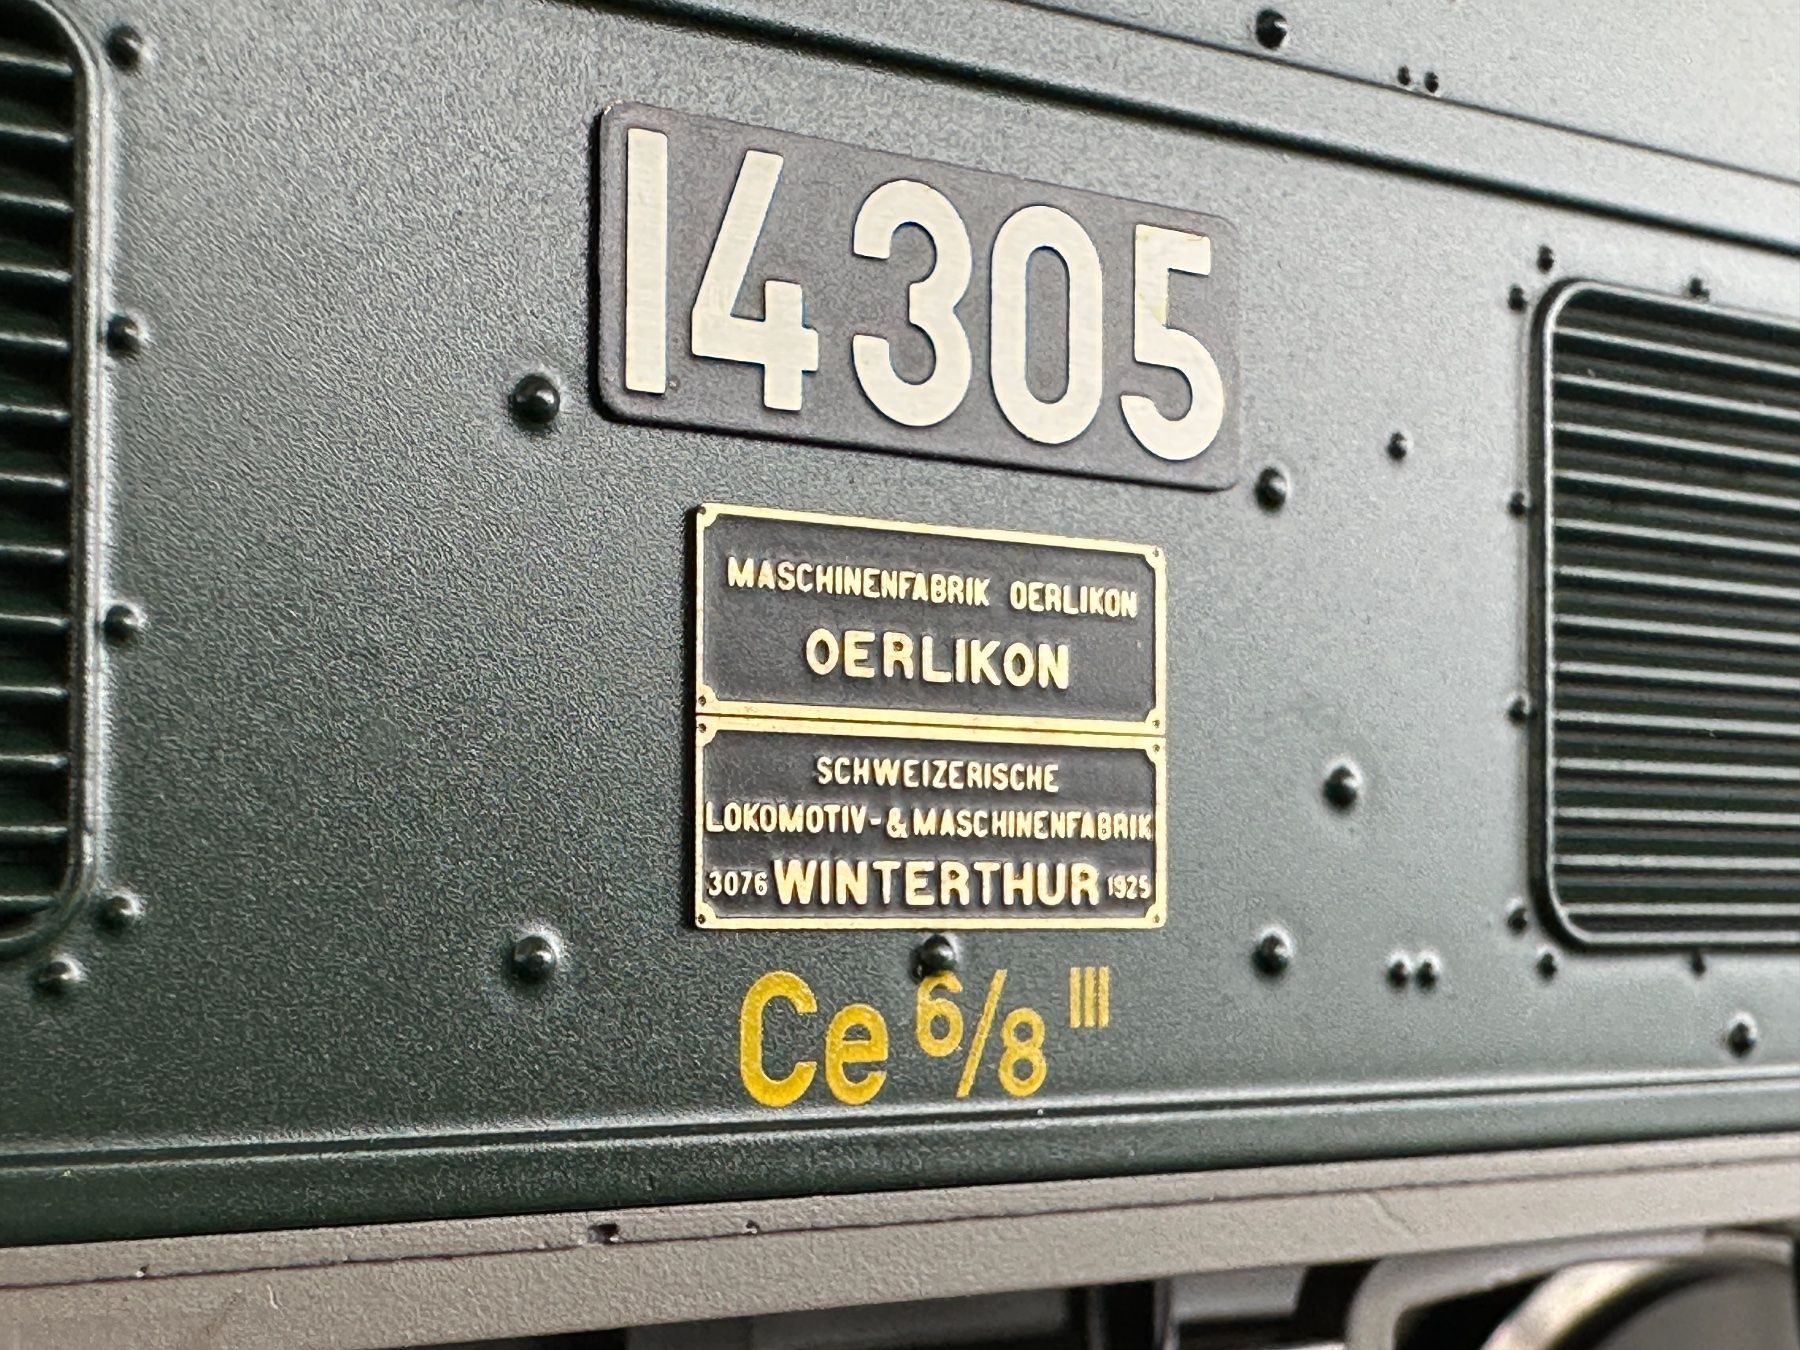 14305
MASCHINENFABRIK OERLIKON
OERLIKON
SCHWEIZERISCHE
LOKOMOTIV-&MASCHINENFABRIK
3076 WINTERTHUR 1925
Ce 6/8 III